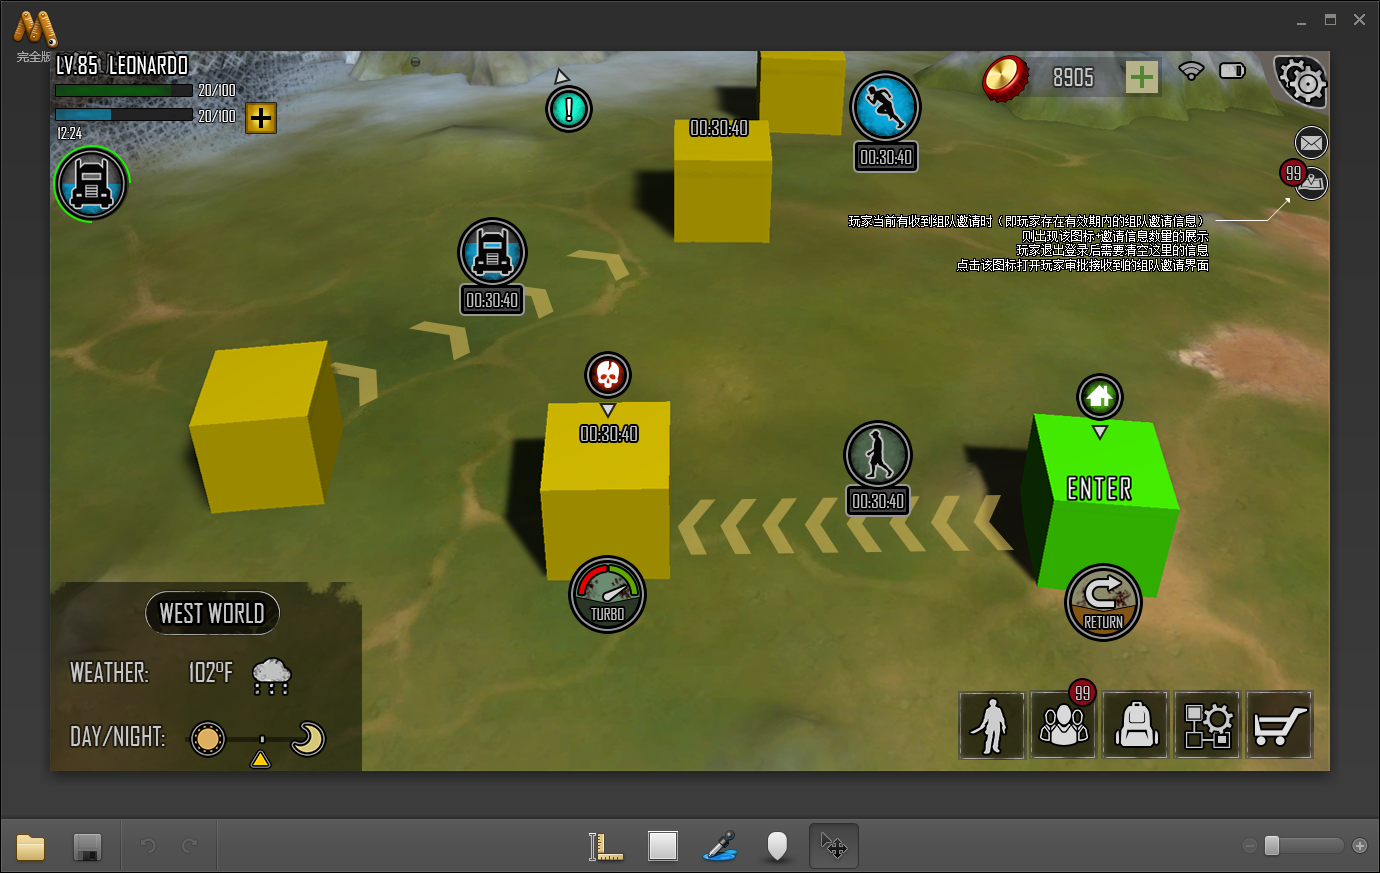 完全版
LV.85 LEONARDO
20/100
20/100
12:24
8905
00:30:40
00:30:40
99
玩家当前有收到组队邀请时（即玩家存在有效期内的组队邀请信息）
则出现该图标+邀请信息数量的展示
玩家退出登录后需要清空这里的信息
点击该图标打开玩家审批接收到的组队邀请界面
00:30:40
00:30:40
00:30:40
ENTER
TURBO
RETURN
WEST WORLD
WEATHER: 102°F
DAY/NIGHT:
99